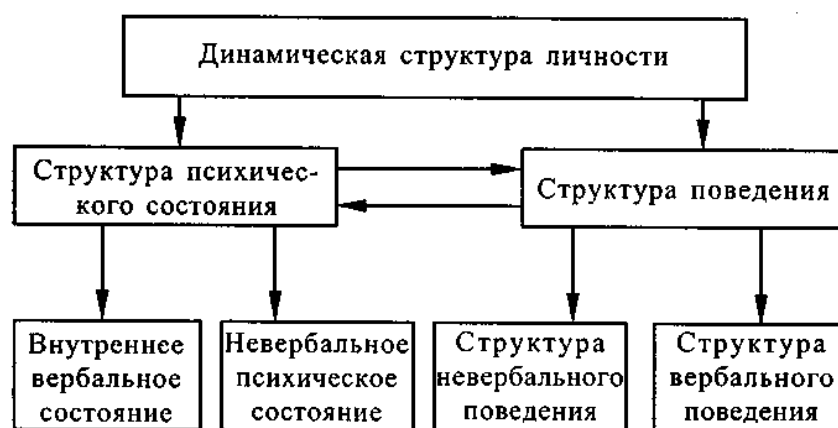 Динамическая структура личности
Структура психичес-
кого состояния
Структура поведения
Внутреннее
вербальное
состояние
Невербальное
психическое
состояние
Структура
невербального
поведения
Структура
вербального
поведения